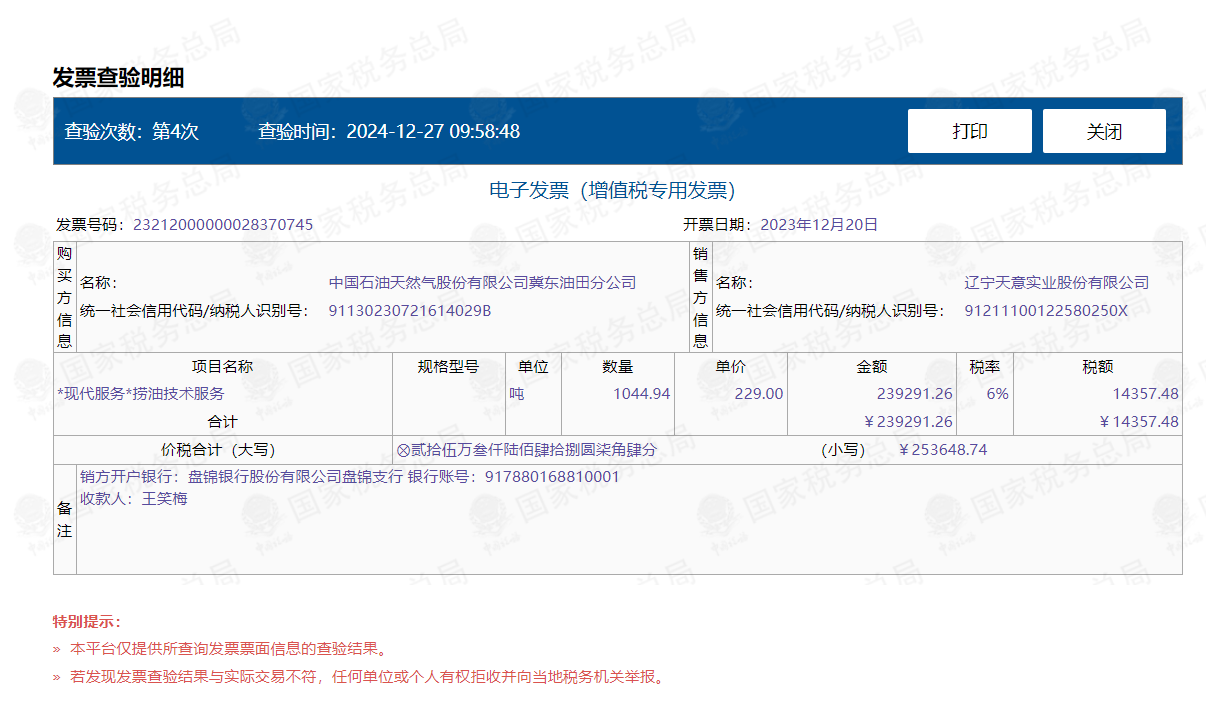 发票查验明细
查验次数：第4次 查验时间：2024-12-27 09:58:48 打印 关闭
电子发票（增值税专用发票）
发票号码：23212000000028370745 开票日期：2023年12月20日
购买方信息 名称： 中国石油天然气股份有限公司冀东油田分公司 销售方信息 名称： 辽宁天意实业股份有限公司
统一社会信用代码/纳税人识别号： 91130230721614029B 统一社会信用代码/纳税人识别号： 91211100122580250X
项目名称 规格型号 单位 数量 单价 金额 税率 税额
*现代服务*捞油技术服务 吨 1044.94 229.00 239291.26 6% 14357.48
合计 ￥239291.26 ￥14357.48
价税合计（大写） ⊗贰拾伍万叁仟陆佰肆拾捌圆柒角肆分 （小写） ￥253648.74
备注 销方开户银行：盘锦银行股份有限公司盘锦支行 银行账号：917880168810001
收款人：王笑梅
特别提示：
» 本平台仅提供所查询发票票面信息的查验结果。
» 若发现发票查验结果与实际交易不符，任何单位或个人有权拒收并向当地税务机关举报。
国家税务总局